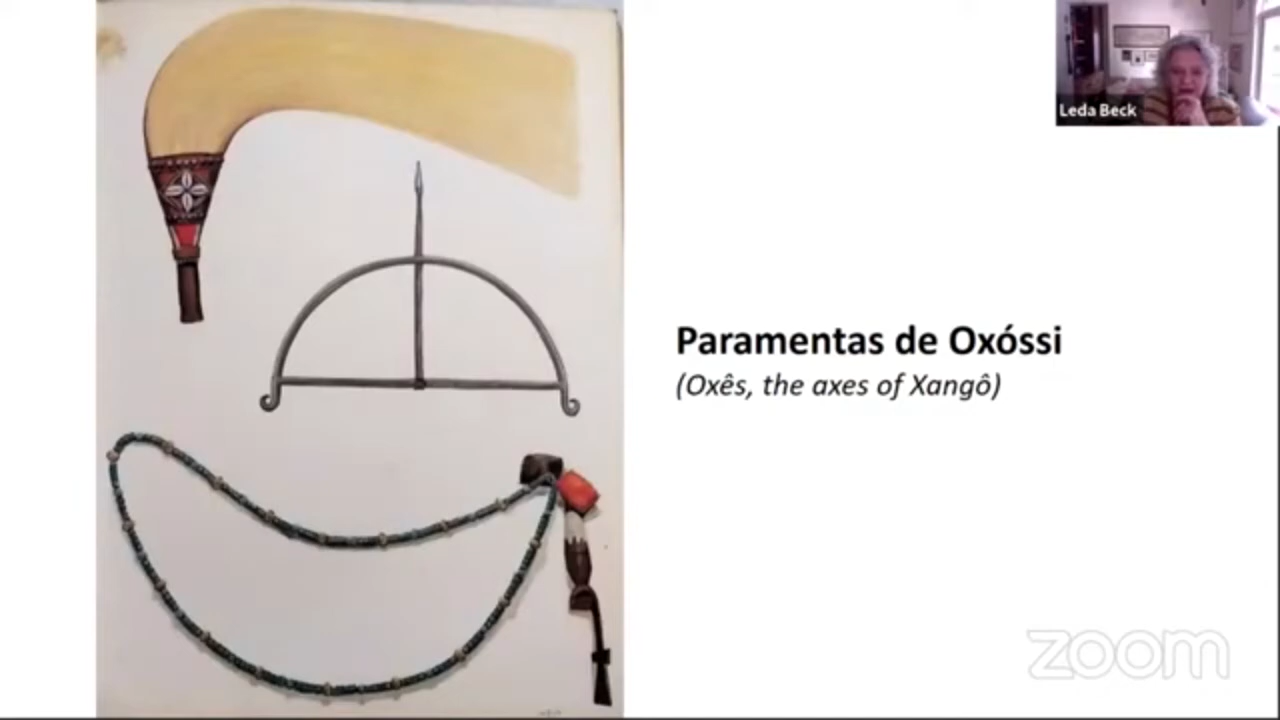 Leda Beck
Paramentas de Oxóssi
(Oxês, the axes of Xangô)
zoom